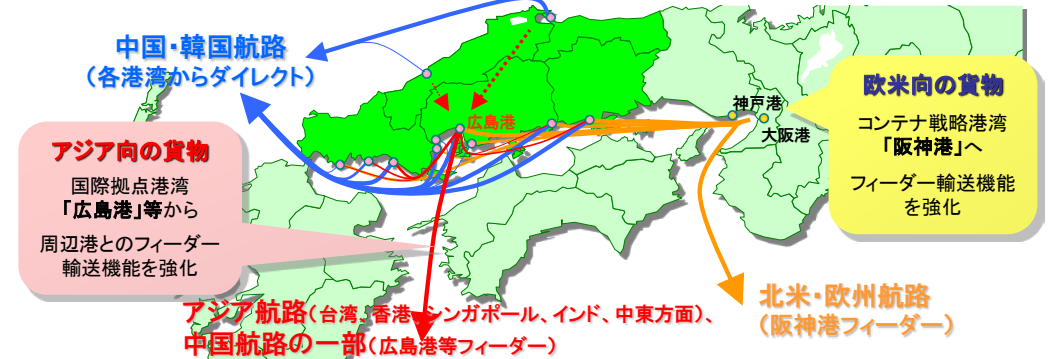 中国・韓国航路
(各港湾からダイレクト)
欧米向の貨物
コンテナ戦略港湾
「阪神港」へ
フィーダー輸送機能
を強化
神戸港
大阪港
広島港
アジア向の貨物
国際拠点港湾
「広島港」等から
周辺港とのフィーダー
輸送機能を強化
アジア航路(台湾、香港、シンガポール、インド、中東方面)、
中国航路の一部(広島港等フィーダー)
北米・欧州航路
(阪神港フィーダー)